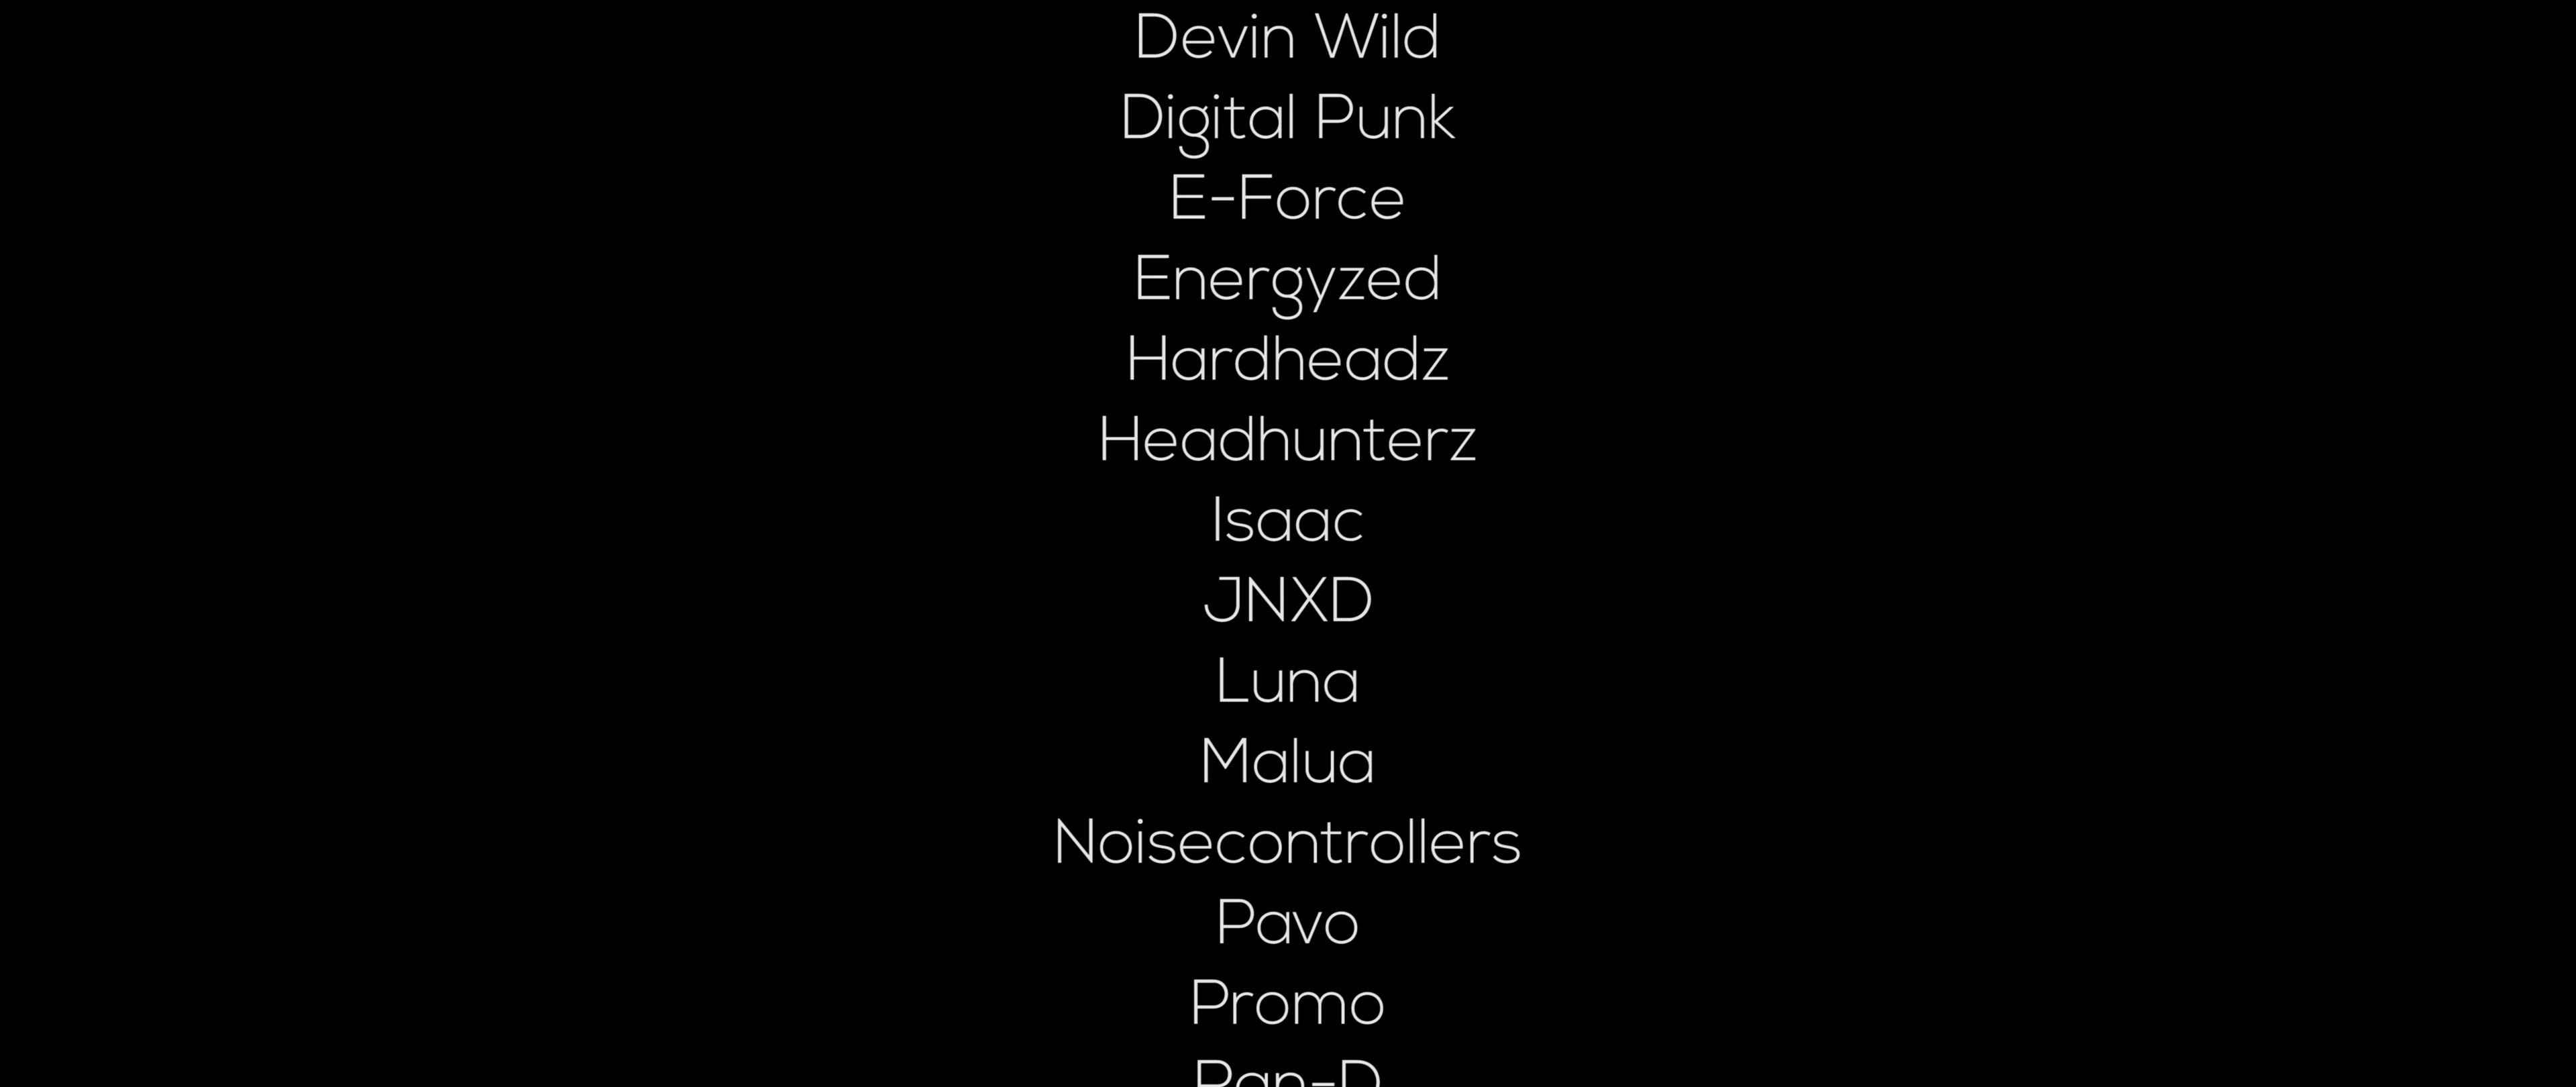 Devin Wild
Digital Punk
E-Force
Energyzed
Hardheadz
Headhunterz
Isaac
JNXD
Luna
Malua
Noisecontrollers
Pavo
Promo